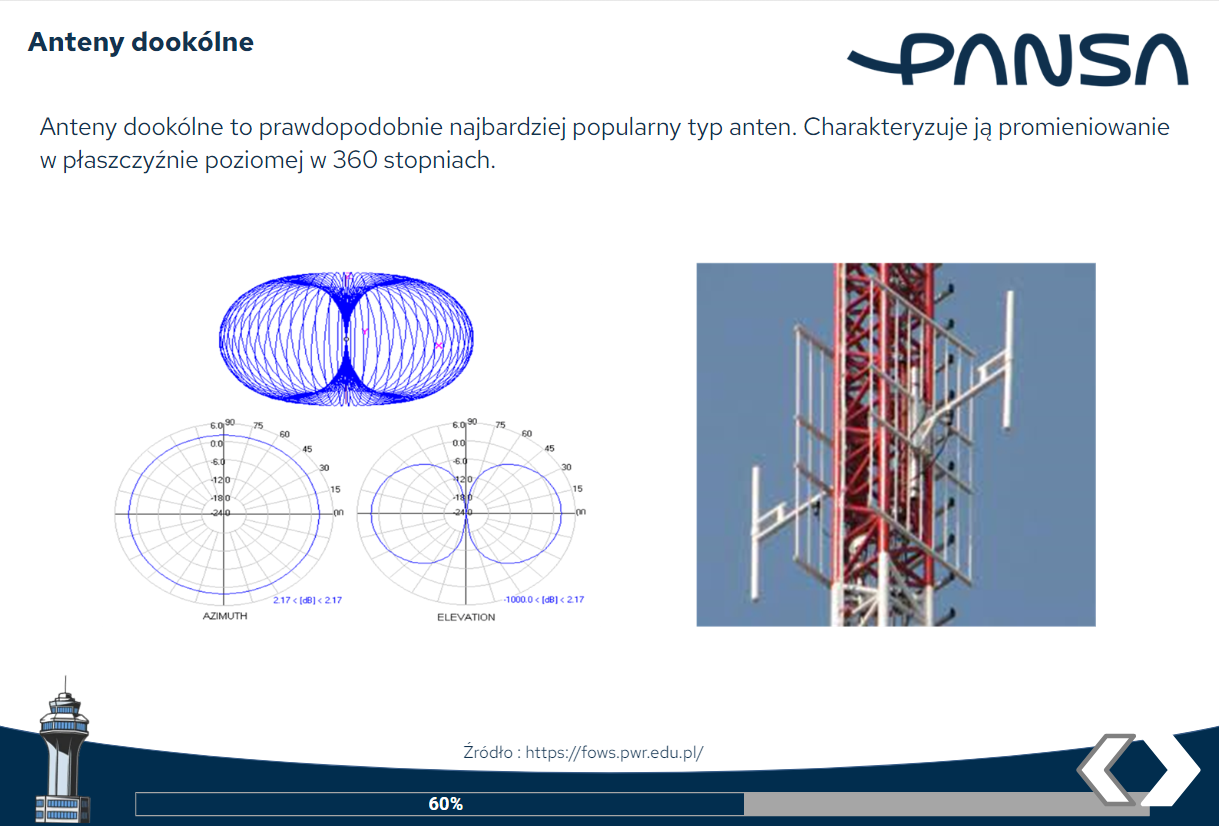 Anteny dookólne
PANSA
Anteny dookólne to prawdopodobnie najbardziej popularny typ anten. Charakteryzuje ją promieniowanie
w płaszczyźnie poziomej w 360 stopniach.
Y
X
6.0 90 75 60 45 30 15
0.0
-6.0
-12.0
-18.0
-24.0
2.17 < [dB] < 2.17
AZIMUTH
6.0 90 75 60 45 30 15
0.0
-6.0
-12.0
-18.0
-24.0
-1000.0 < [dB] < 2.17
ELEVATION
Źródło : https://fows.pwr.edu.pl/
60%